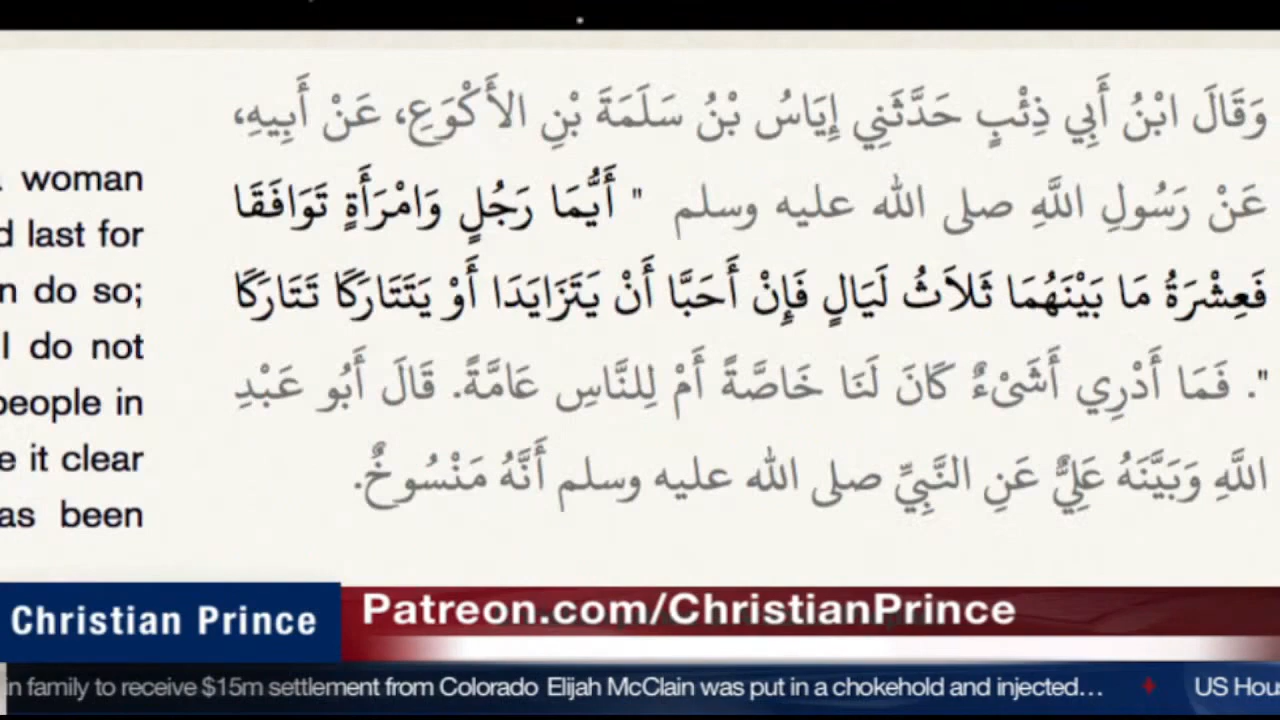 وَقَالَ ابْنُ أَبِي ذِئْبٍ حَدَّثَنِي إِيَاسُ بْنُ سَلَمَةَ بْنِ الأَكْوَعِ، عَنْ أَبِيهِ،
عَنْ رَسُولِ اللَّهِ صلى الله عليه وسلم " أَيُّمَا رَجُلٍ وَامْرَأَةٍ تَوَافَقَا
فَعِشْرَةُ مَا بَيْنَهُمَا ثَلاَثُ لَيَالٍ فَإِنْ أَحَبَّا أَنْ يَتَزَايَدَا أَوْ يَتَتَارَكَا تَتَارَكَا
". فَمَا أَدْرِي أَشَىْءٌ كَانَ لَنَا خَاصَّةً أَمْ لِلنَّاسِ عَامَّةً. قَالَ أَبُو عَبْدِ
اللَّهِ وَبَيَّنَهُ عَلِيٌّ عَنِ النَّبِيِّ صلى الله عليه وسلم أَنَّهُ مَنْسُوخٌ.
woman
last for
do so;
I do not
people in
it clear
been
Christian Prince
Patreon.com/ChristianPrince
in family to receive $15m settlement from Colorado Elijah McClain was put in a chokehold and injected... US